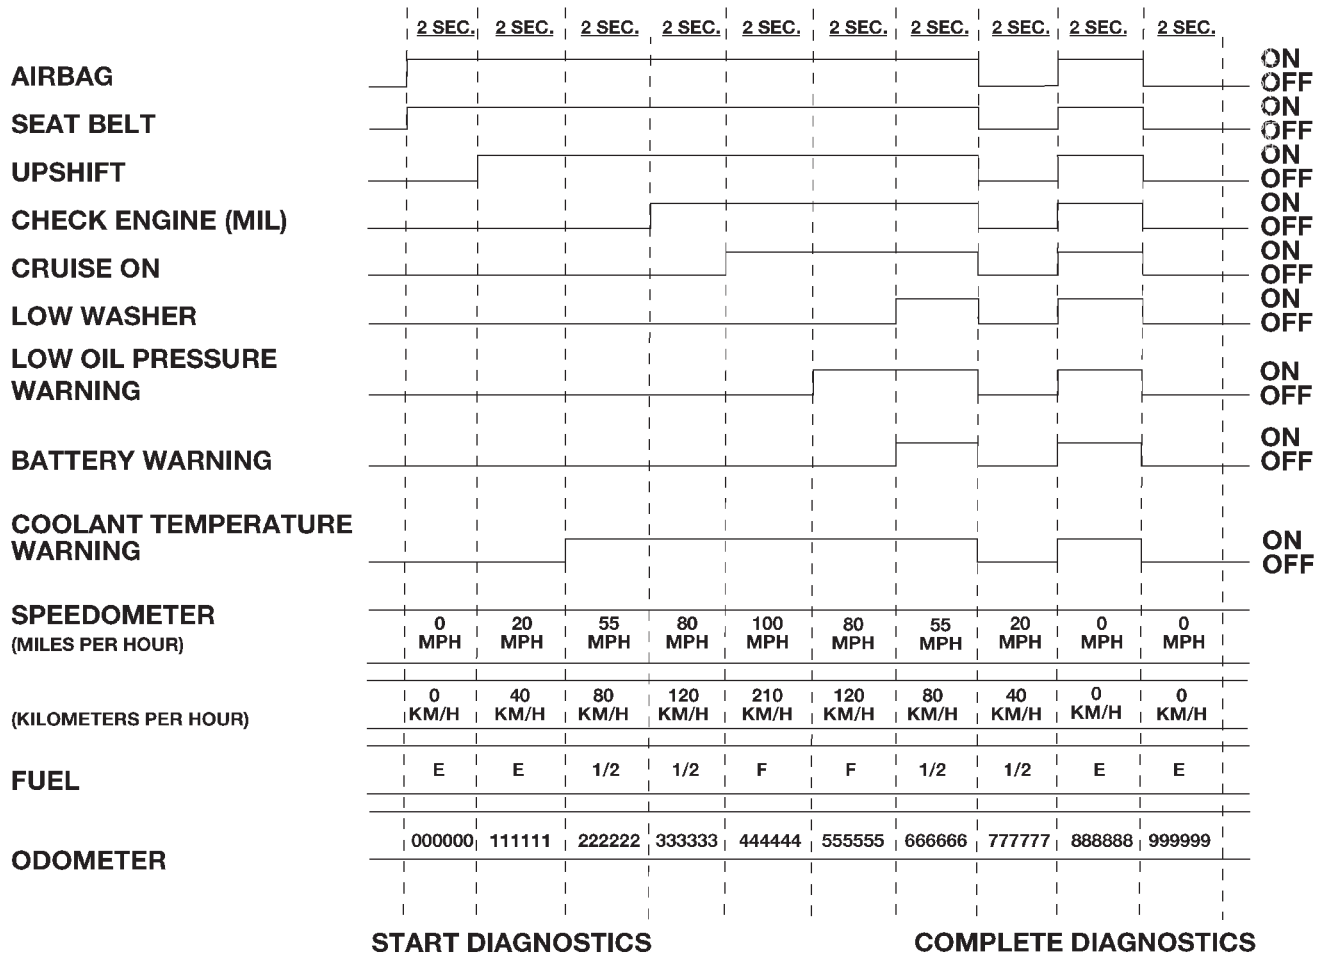 2 SEC. 2 SEC. 2 SEC. 2 SEC. 2 SEC. 2 SEC. 2 SEC. 2 SEC. 2 SEC. 2 SEC.
AIRBAG ON OFF
SEAT BELT ON OFF
UPSHIFT ON OFF
CHECK ENGINE (MIL) ON OFF
CRUISE ON ON OFF
LOW WASHER ON OFF
LOW OIL PRESSURE
WARNING ON OFF
BATTERY WARNING ON OFF
COOLANT TEMPERATURE
WARNING ON OFF
SPEEDOMETER 0 20 55 80 100 80 55 20 0 0
(MILES PER HOUR) MPH MPH MPH MPH MPH MPH MPH MPH MPH MPH
0 40 80 120 210 120 80 40 0 0
(KILOMETERS PER HOUR) KM/H KM/H KM/H KM/H KM/H KM/H KM/H KM/H KM/H KM/H
FUEL E E 1/2 1/2 F F 1/2 1/2 E E
ODOMETER 000000 111111 222222 333333 444444 555555 666666 777777 888888 999999
START DIAGNOSTICS COMPLETE DIAGNOSTICS